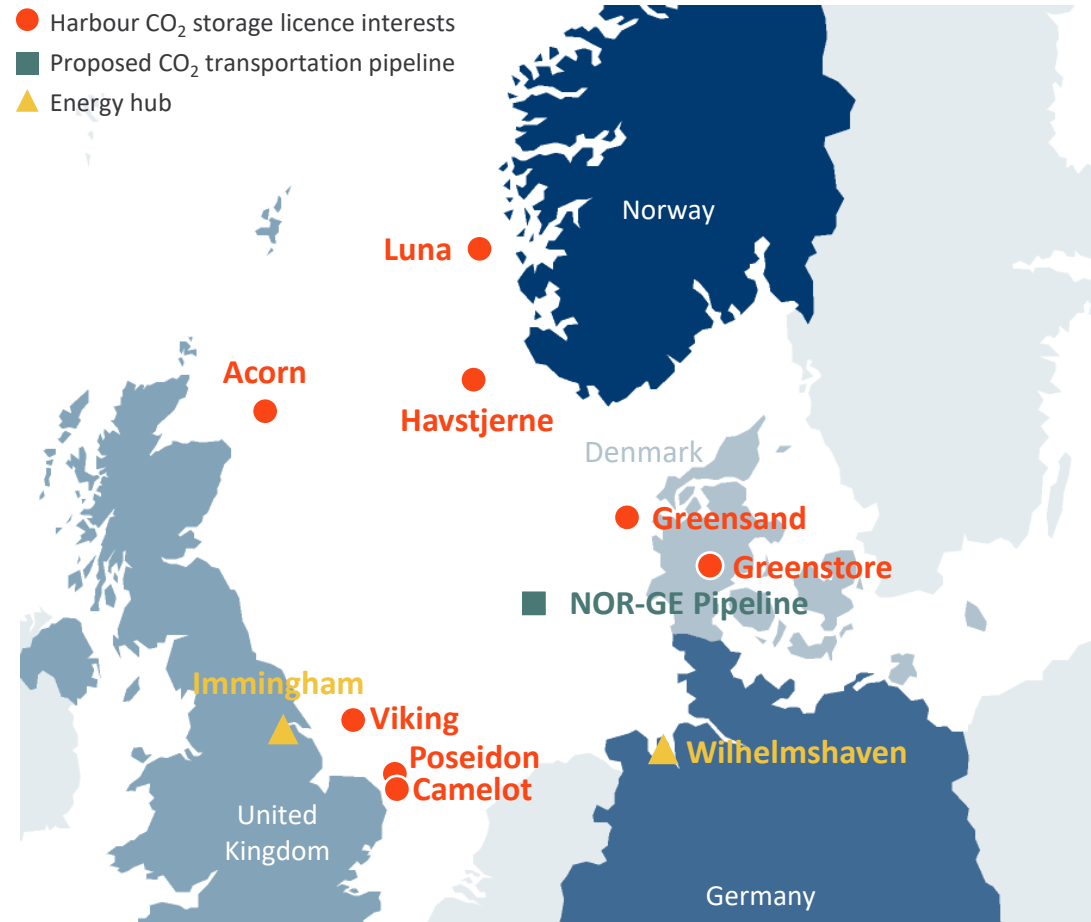 Harbour CO₂ storage licence interests
Proposed CO₂ transportation pipeline
Energy hub
Norway
Luna
Acorn
Havstjerne
Denmark
Greensand
Greenstore
NOR-GE Pipeline
Immingham
Viking
Poseidon
Wilhelmshaven
Camelot
United
Kingdom
Germany